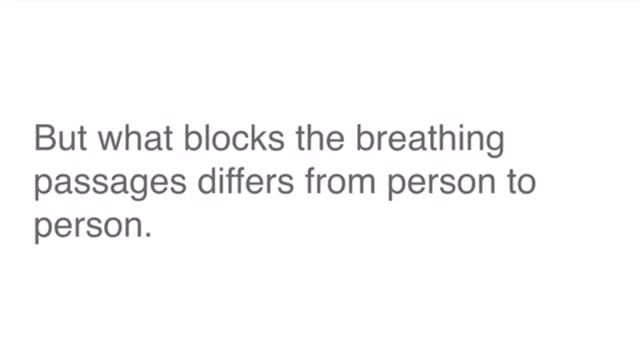 But what blocks the breathing
passages differs from person to
person.